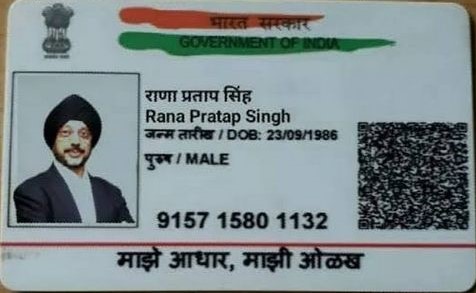 भारत सरकार
GOVERNMENT OF INDIA
राणा प्रताप सिंह
Rana Pratap Singh
जन्म तारीख / DOB: 23/09/1986
पुरुष / MALE
9157 1580 1132
माझे आधार, माझी ओळख